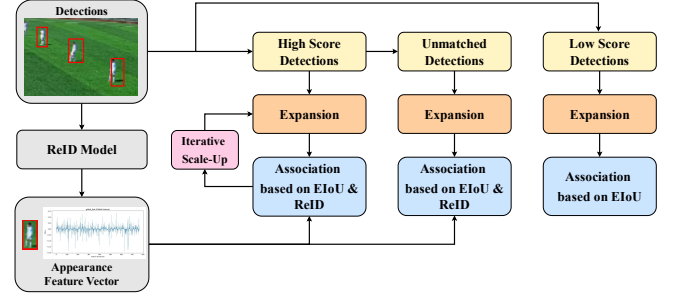 Detections
High Score
Detections
Unmatched
Detections
Low Score
Detections
Expansion
Expansion
Expansion
ReID Model
Iterative
Scale-Up
Association
based on EIoU &
ReID
Association
based on EIoU &
ReID
Association
based on EIoU
Appearance
Feature Vector